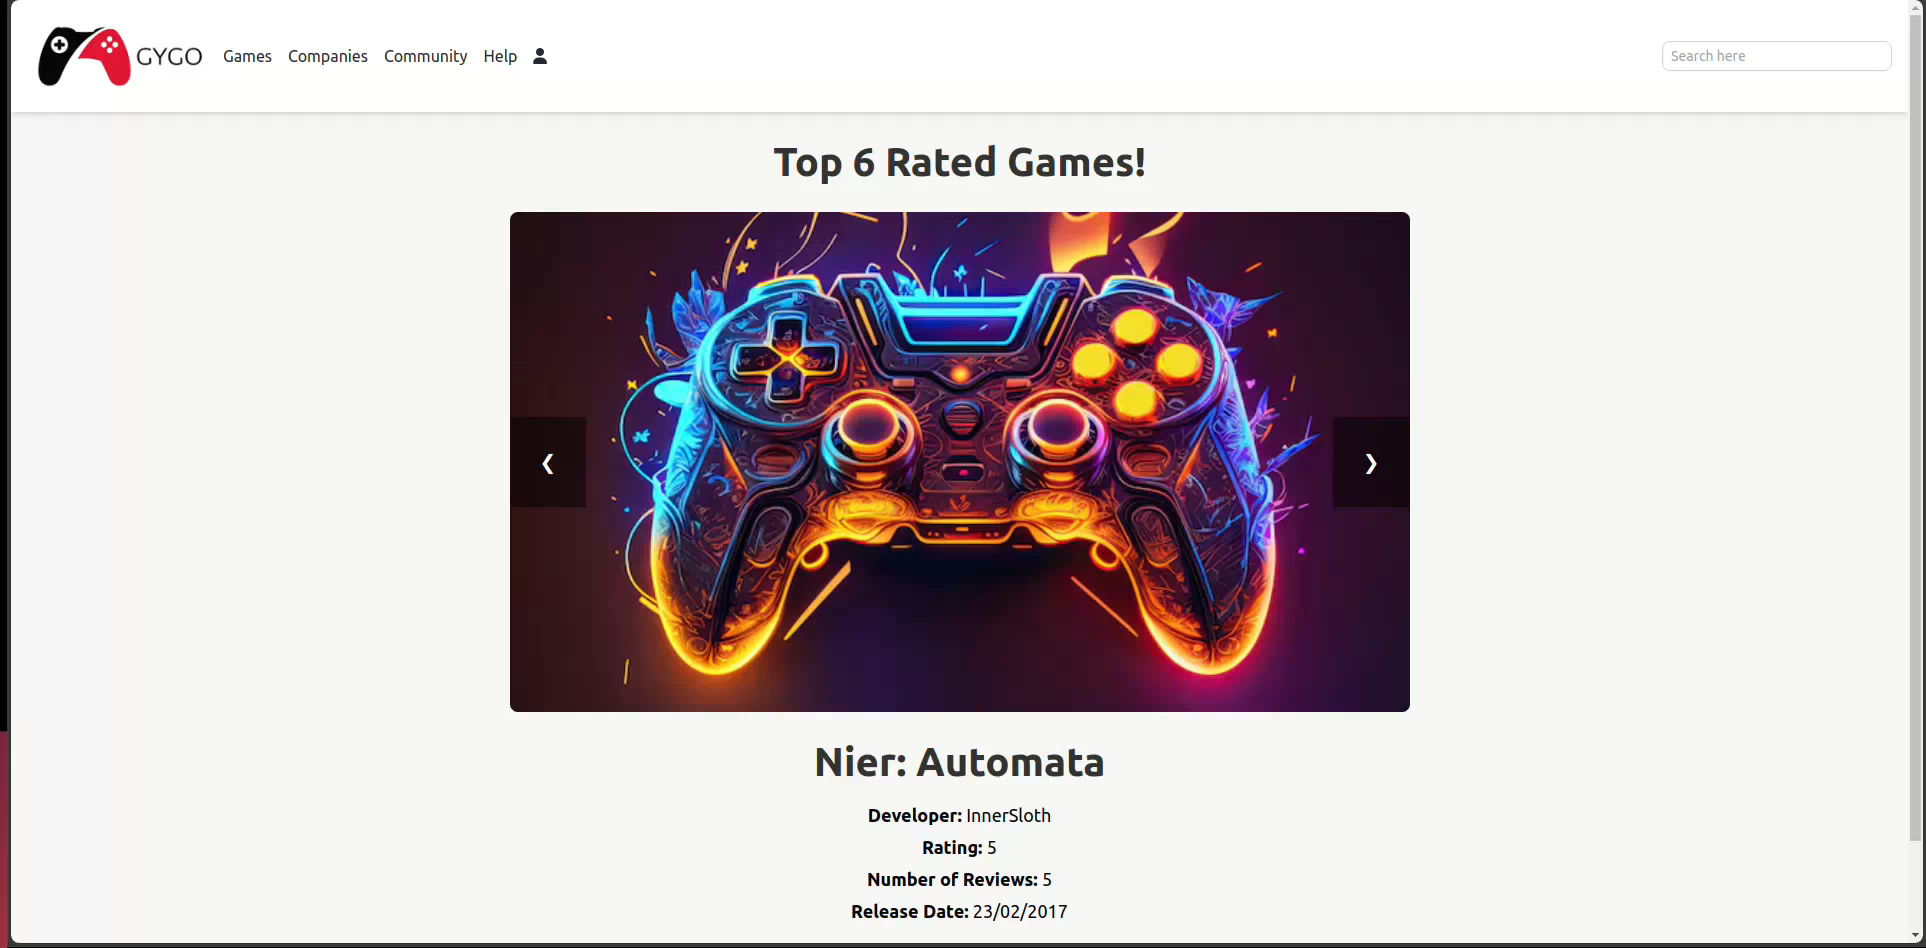 GYGO Games Companies Community Help Search here
Top 6 Rated Games!
❮ ❯
Nier: Automata
Developer: InnerSloth
Rating: 5
Number of Reviews: 5
Release Date: 23/02/2017